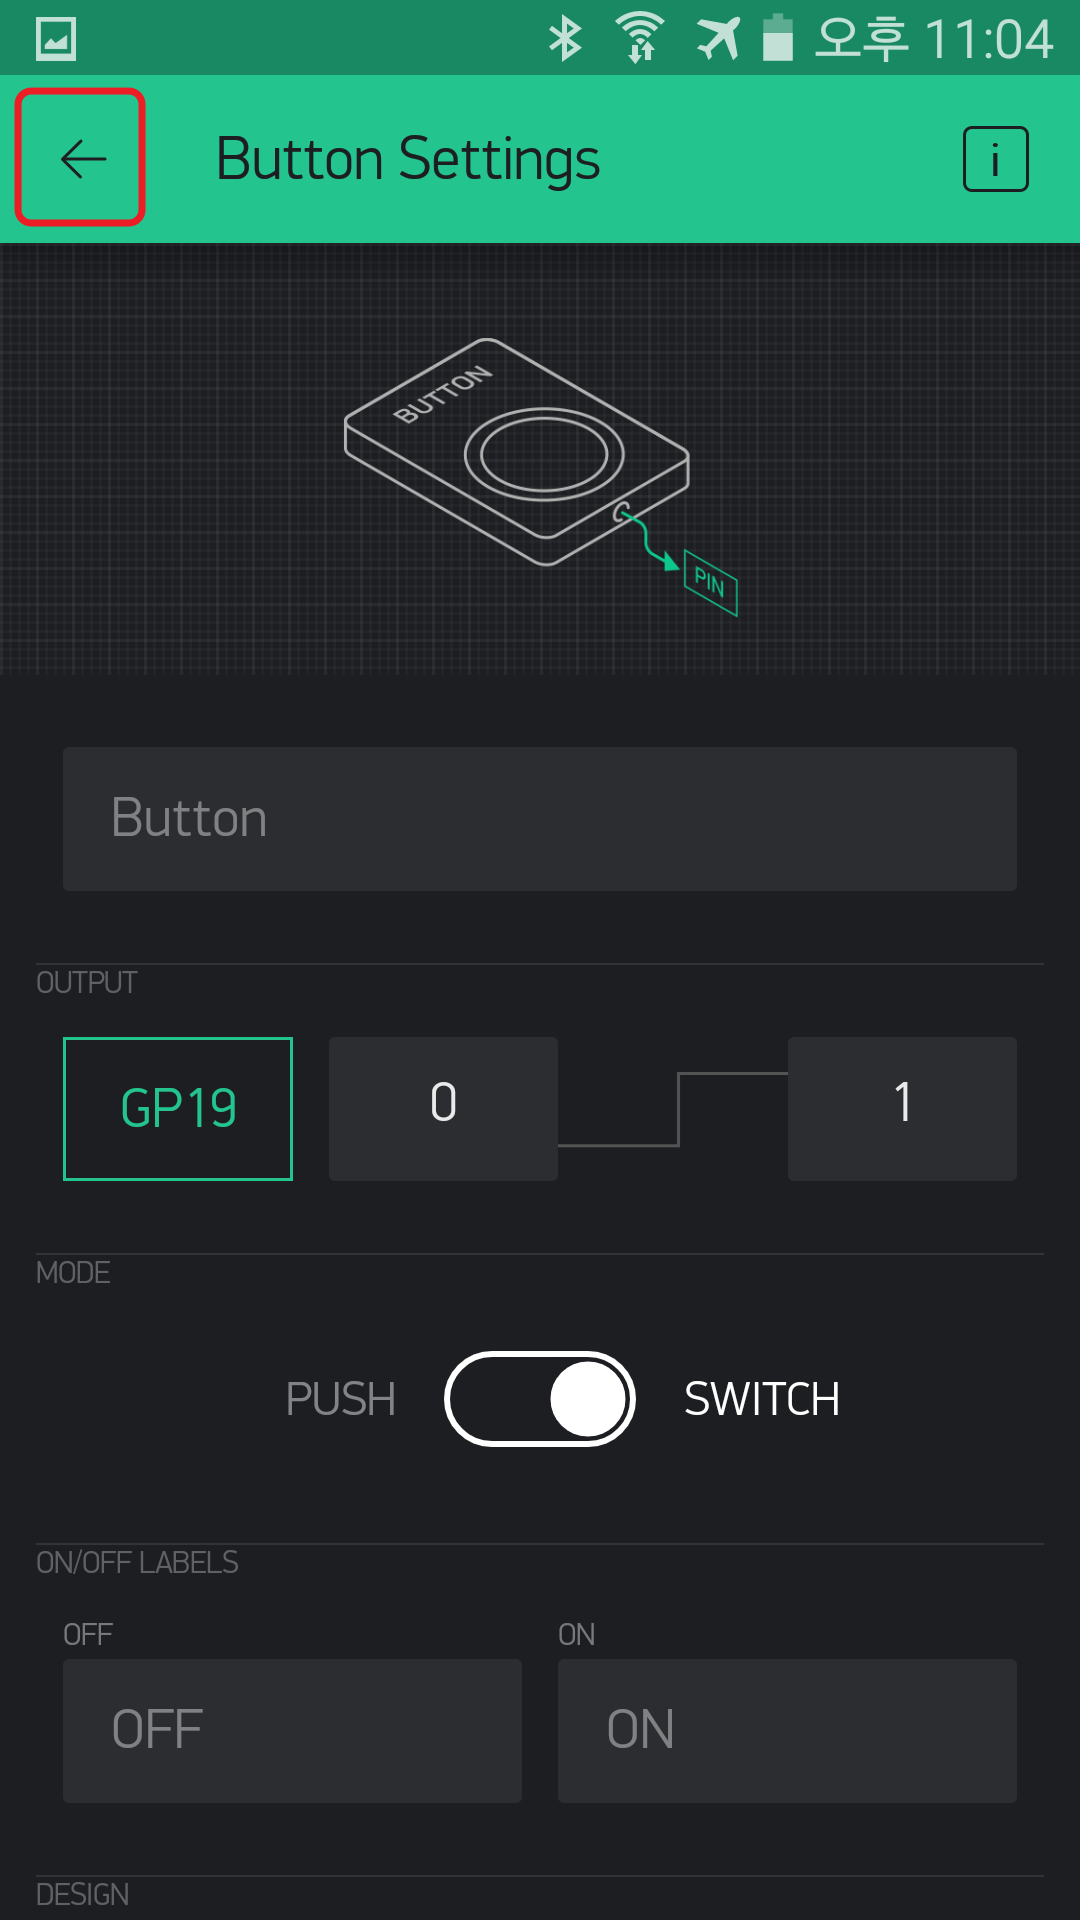 오후 11:04
Button Settings
i
BUTTON
PIN
Button
OUTPUT
GP19
0
1
MODE
PUSH
SWITCH
ON/OFF LABELS
OFF
ON
OFF
ON
DESIGN